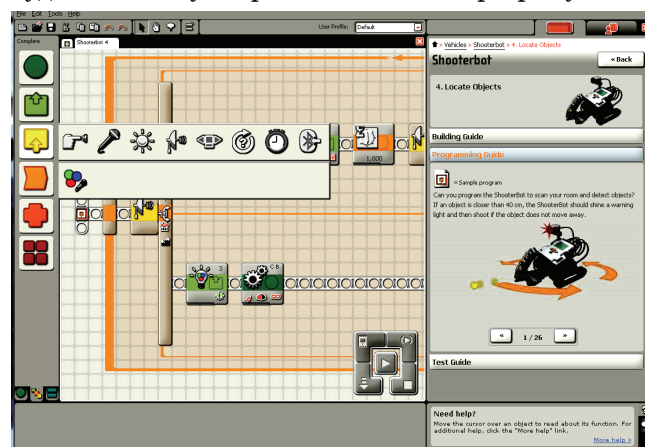 File Edit Tools Help
User Profile: Default
Complete
Shooterbot 4
> Vehicles > Shooterbot > 4. Locate Objects
Shooterbot
« Back
4. Locate Objects
Building Guide
Programming Guide
= Sample program
Can you program the ShooterBot to scan your room and detect objects?
If an object is closer than 40 cm, the ShooterBot should shine a warning
light and then shoot if the object does not move away.
1,000
3
C B
« 1 / 26 »
Test Guide
Need help?
Move the cursor over an object to read about its function. For
additional help, click the "More help" link.
More help »